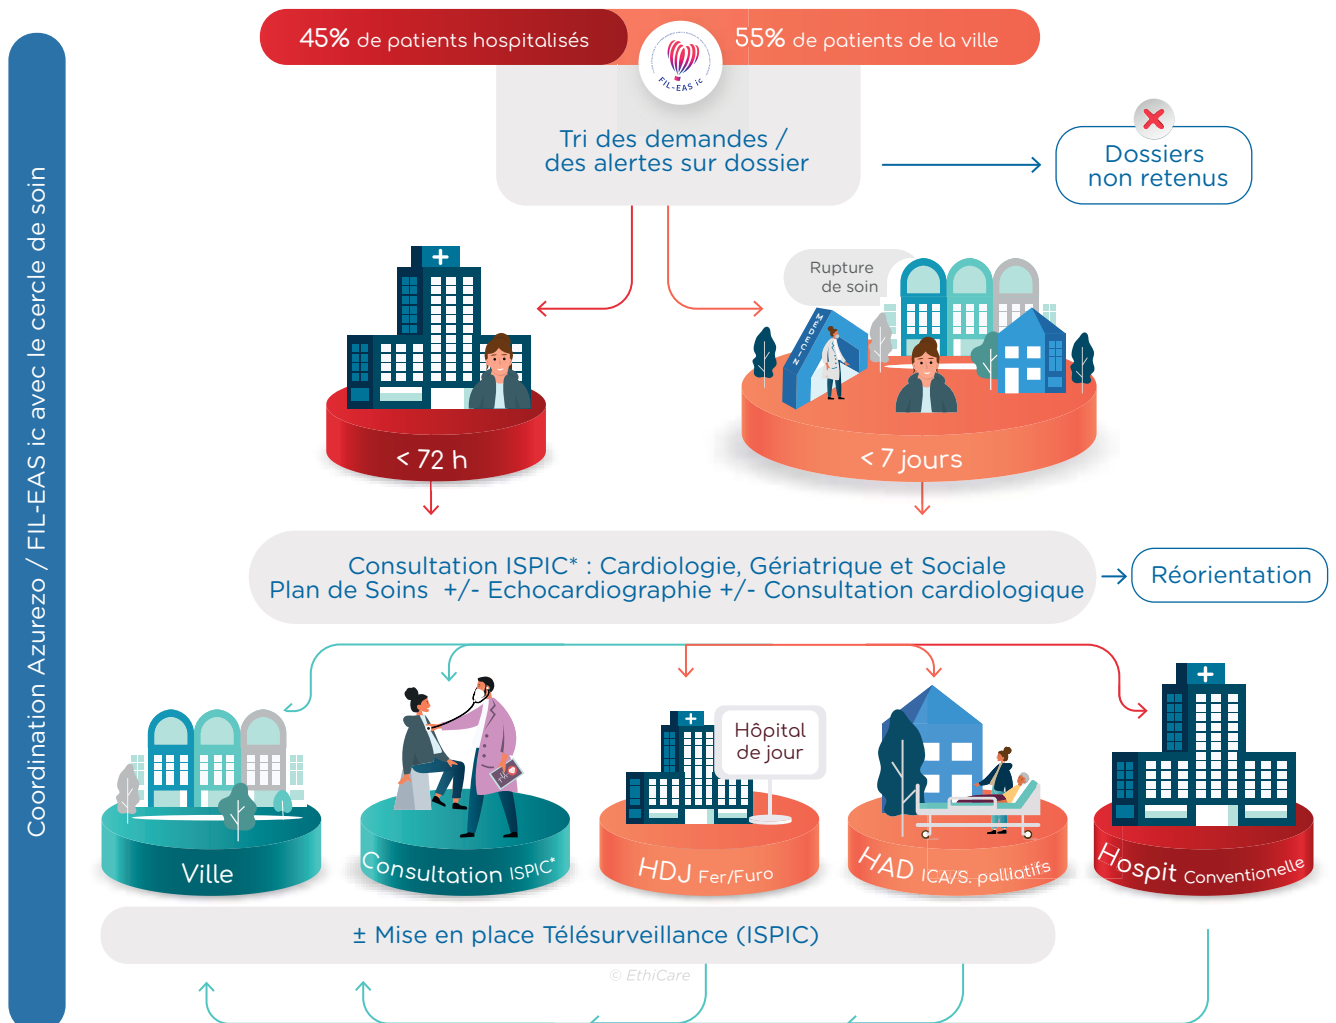 45% de patients hospitalisés
55% de patients de la ville
FIL-EAS ic
Tri des demandes /
des alertes sur dossier
Dossiers
non retenus
Coordination Azurezo / FIL-EAS ic avec le cercle de soin
Rupture
de soin
MEDECIN
< 72 h
< 7 jours
Consultation ISPIC* : Cardiologie, Gériatrique et Sociale
Plan de Soins +/- Echocardiographie +/- Consultation cardiologique
Réorientation
Hôpital
de jour
Ville
Consultation ISPIC*
HDJ Fer/Furo
HAD ICA/S. palliatifs
Hospit Conventionelle
± Mise en place Télésurveillance (ISPIC)
© EthiCare